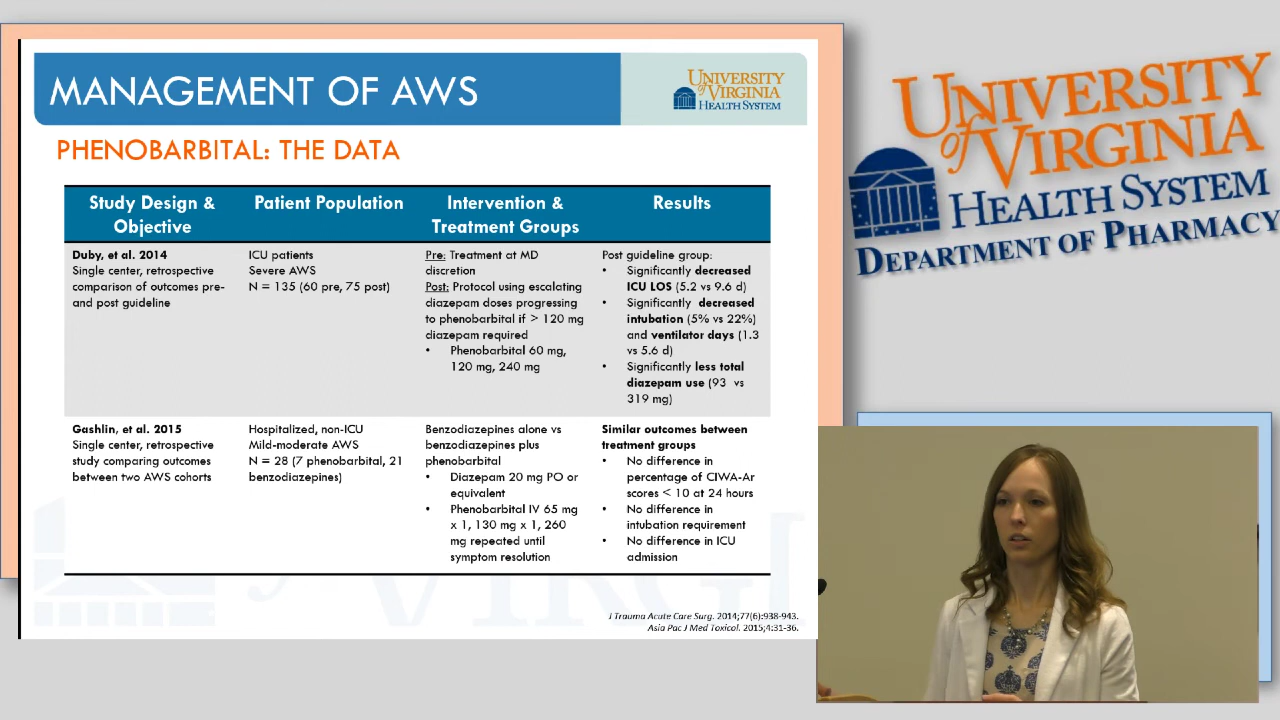 MANAGEMENT OF AWS
UNIVERSITY
of VIRGINIA
HEALTH SYSTEM
PHENOBARBITAL: THE DATA
Study Design &
Objective
Patient Population
Intervention &
Treatment Groups
Results
Duby, et al. 2014
Single center, retrospective
comparison of outcomes pre-
and post guideline
ICU patients
Severe AWS
N = 135 (60 pre, 75 post)
Pre: Treatment at MD
discretion
Post: Protocol using escalating
diazepam doses progressing
to phenobarbital if > 120 mg
diazepam required
• Phenobarbital 60 mg,
120 mg, 240 mg
Post guideline group:
• Significantly decreased
ICU LOS (5.2 vs 9.6 d)
• Significantly decreased
intubation (5% vs 22%)
and ventilator days (1.3
vs 5.6 d)
• Significantly less total
diazepam use (93 vs
319 mg)
Gashlin, et al. 2015
Single center, retrospective
study comparing outcomes
between two AWS cohorts
Hospitalized, non-ICU
Mild-moderate AWS
N = 28 (7 phenobarbital, 21
benzodiazepines)
Benzodiazepines alone vs
benzodiazepines plus
phenobarbital
• Diazepam 20 mg PO or
equivalent
• Phenobarbital IV 65 mg
x 1, 130 mg x 1, 260
mg repeated until
symptom resolution
Similar outcomes between
treatment groups
• No difference in
percentage of CIWA-Ar
scores < 10 at 24 hours
• No difference in
intubation requirement
• No difference in ICU
admission
J Trauma Acute Care Surg. 2014;77(6):938-943.
Asia Pac J Med Toxicol. 2015;4:31-36.
UNIVERSITY
of VIRGINIA
HEALTH SYSTEM
DEPARTMENT OF PHARMACY